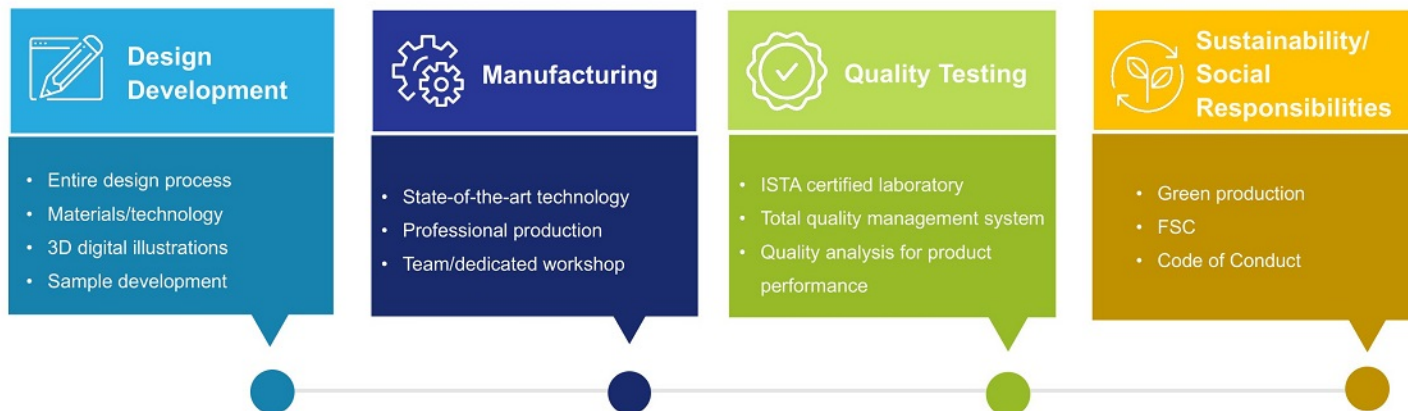 Design
Development
• Entire design process
• Materials/technology
• 3D digital illustrations
• Sample development
Manufacturing
• State-of-the-art technology
• Professional production
• Team/dedicated workshop
Quality Testing
• ISTA certified laboratory
• Total quality management system
• Quality analysis for product
performance
Sustainability/
Social
Responsibilities
• Green production
• FSC
• Code of Conduct